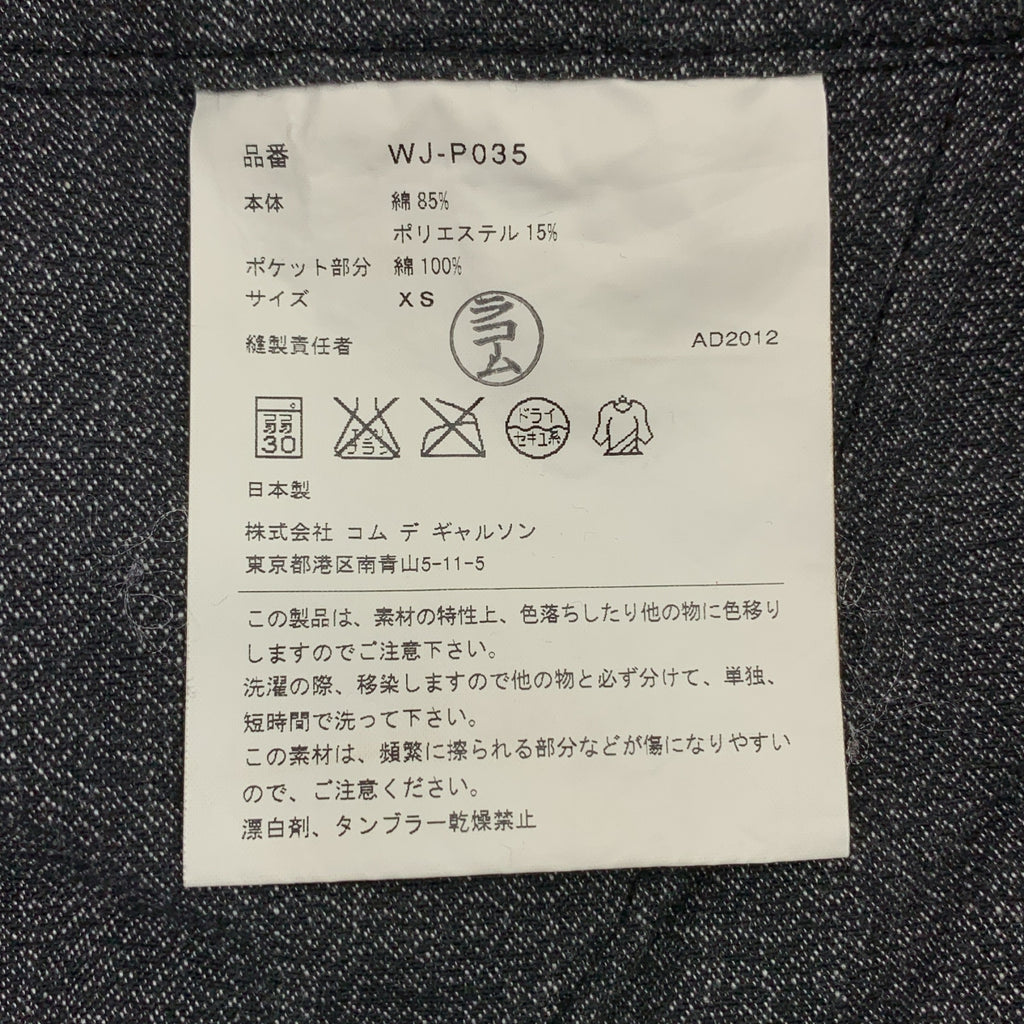 品番 WJ-P035
本体 綿 85%
ポリエステル 15%
ポケット部分 綿 100%
サイズ XS
縫製責任者 ラコーム AD2012
弱 30
エンソ サラシ
ドライ
セキユ系
日本製
株式会社 コム デ ギャルソン
東京都港区南青山5-11-5
この製品は、素材の特性上、色落ちしたり他の物に色移り
しますのでご注意下さい。
洗濯の際、移染しますので他の物と必ず分けて、単独、
短時間で洗って下さい。
この素材は、頻繁に擦られる部分などが傷になりやすい
ので、ご注意ください。
漂白剤、タンブラー乾燥禁止